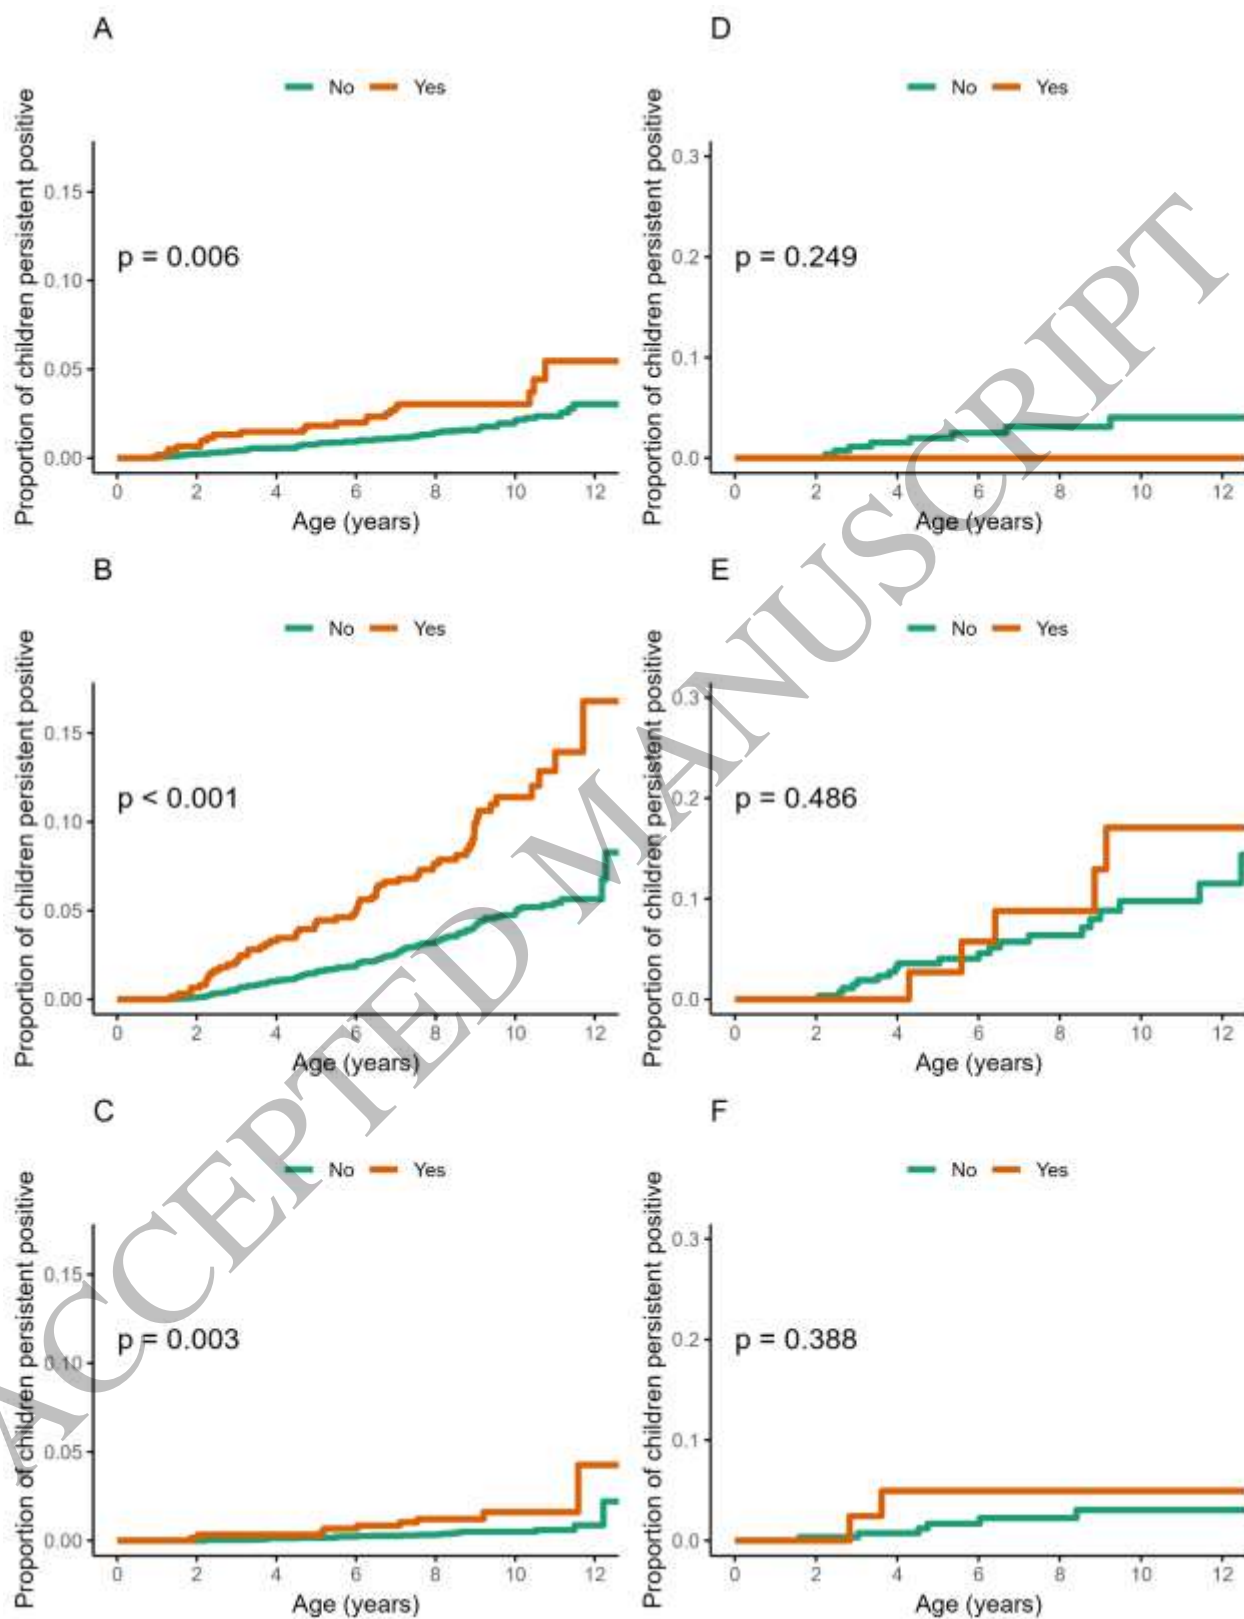 A
No Yes
Proportion of children persistent positive
0.15
0.10
0.05
0.00
p = 0.006
0 2 4 6 8 10 12
Age (years)
D
No Yes
Proportion of children persistent positive
0.3
0.2
0.1
0.0
p = 0.249
0 2 4 6 8 10 12
Age (years)
B
No Yes
Proportion of children persistent positive
0.15
0.10
0.05
0.00
p < 0.001
0 2 4 6 8 10 12
Age (years)
E
No Yes
Proportion of children persistent positive
0.3
0.2
0.1
0.0
p = 0.486
0 2 4 6 8 10 12
Age (years)
C
No Yes
Proportion of children persistent positive
0.15
0.10
0.05
0.00
p = 0.003
0 2 4 6 8 10 12
Age (years)
F
No Yes
Proportion of children persistent positive
0.3
0.2
0.1
0.0
p = 0.388
0 2 4 6 8 10 12
Age (years)
ACCEPTED MANUSCRIPT